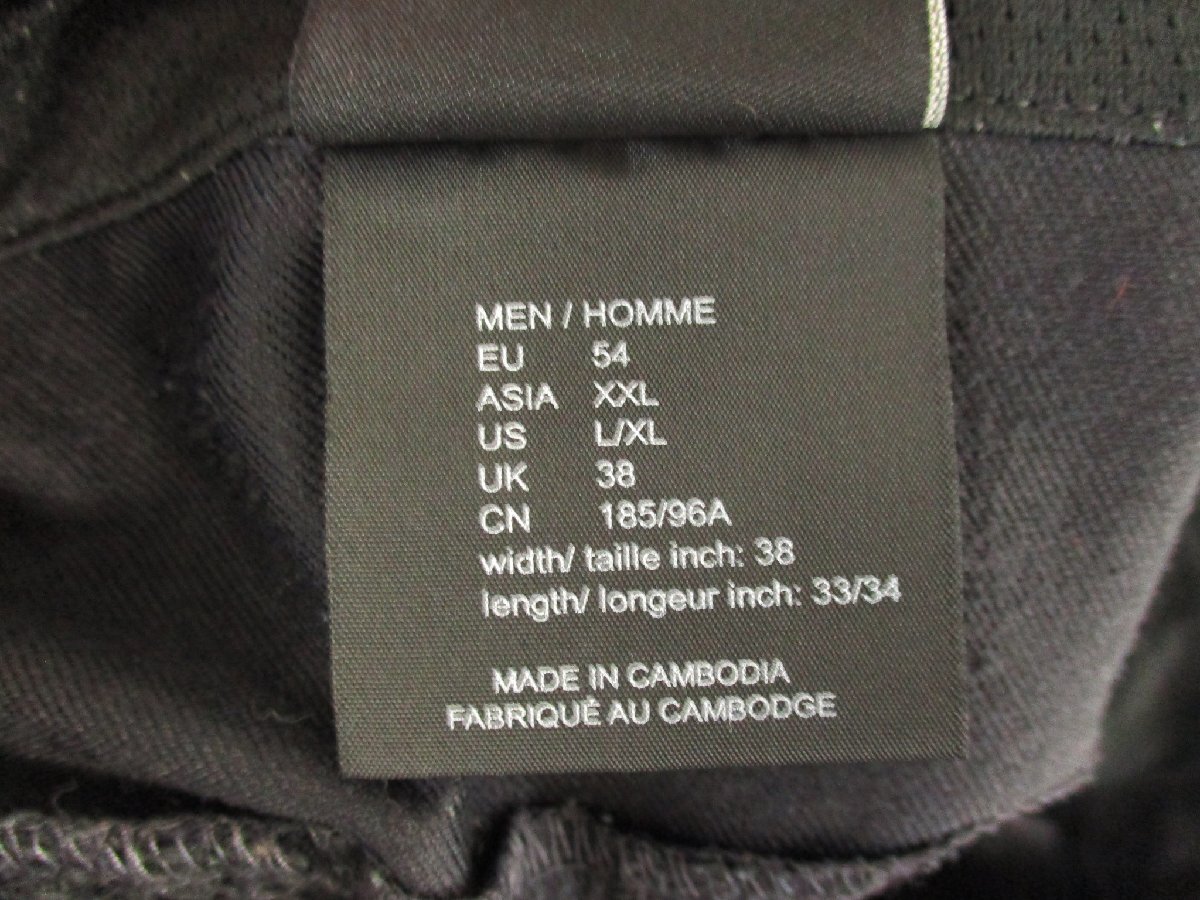 MEN / HOMME
EU 54
ASIA XXL
US L/XL
UK 38
CN 185/96A
width/ taille inch: 38
length/ longeur inch: 33/34
MADE IN CAMBODIA
FABRIQUÉ AU CAMBODGE